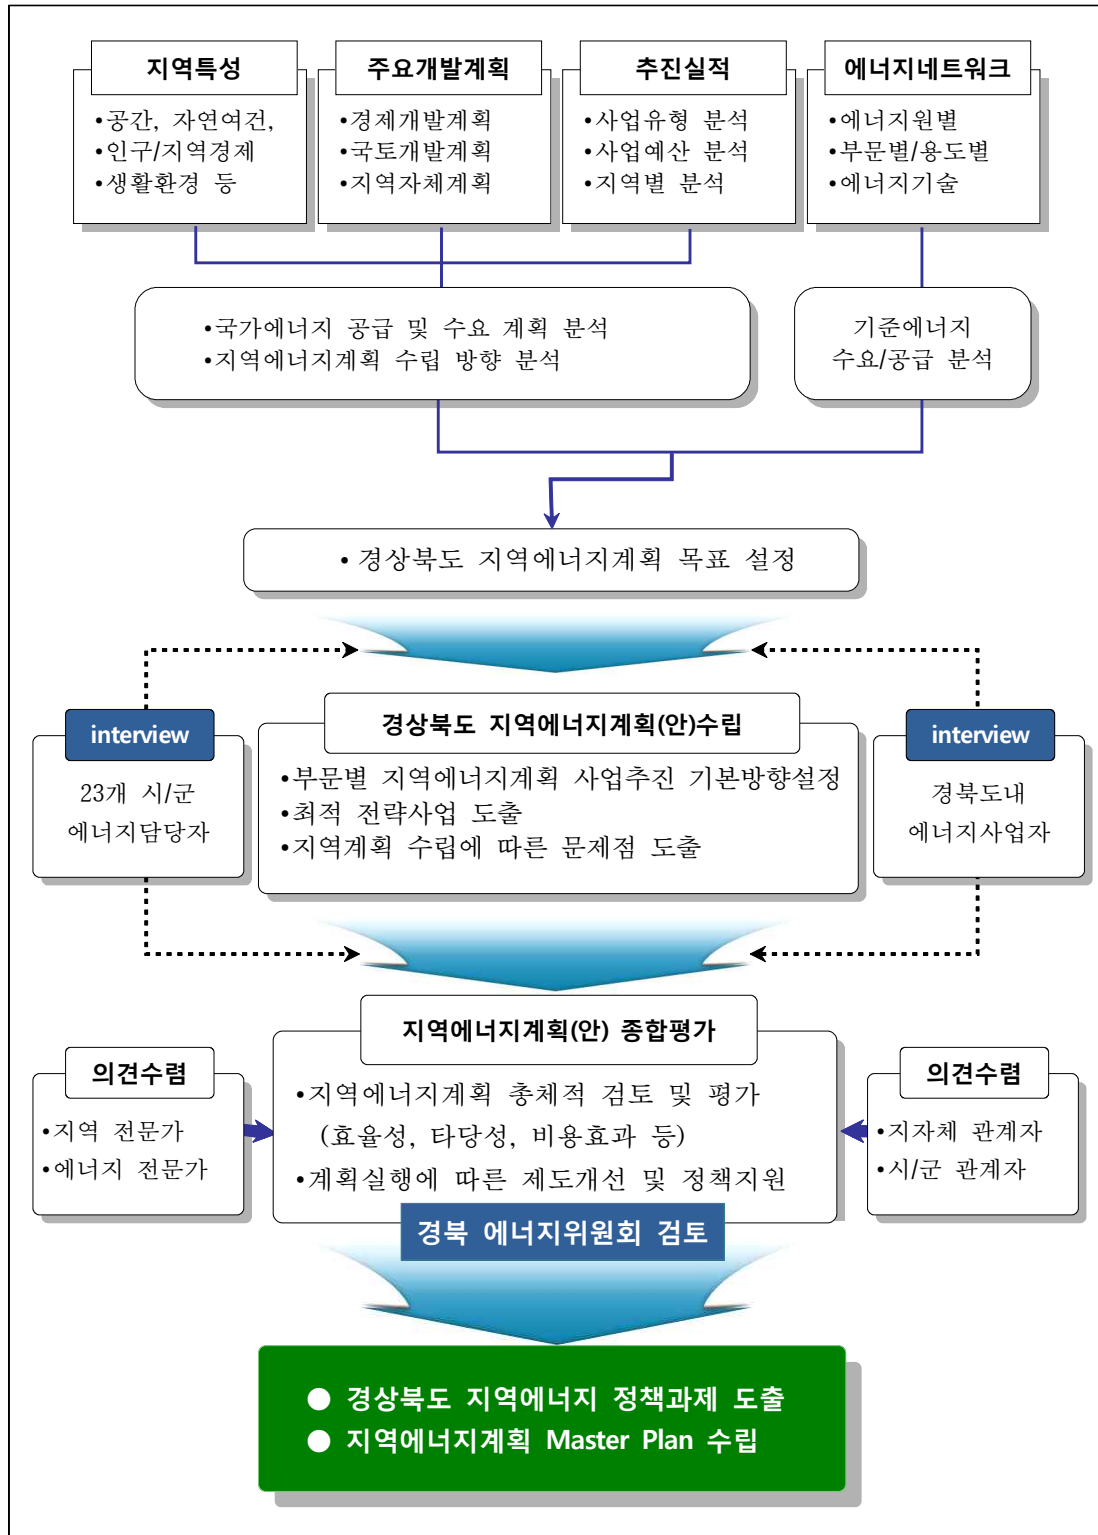 지역특성
•공간, 자연여건,
•인구/지역경제
•생활환경 등
주요개발계획
•경제개발계획
•국토개발계획
•지역자체계획
추진실적
•사업유형 분석
•사업예산 분석
•지역별 분석
에너지네트워크
•에너지원별
•부문별/용도별
•에너지기술
•국가에너지 공급 및 수요 계획 분석
•지역에너지계획 수립 방향 분석
기준에너지
수요/공급 분석
• 경상북도 지역에너지계획 목표 설정
interview
23개 시/군
에너지담당자
경상북도 지역에너지계획(안)수립
•부문별 지역에너지계획 사업추진 기본방향설정
•최적 전략사업 도출
•지역계획 수립에 따른 문제점 도출
interview
경북도내
에너지사업자
의견수렴
•지역 전문가
•에너지 전문가
지역에너지계획(안) 종합평가
•지역에너지계획 총체적 검토 및 평가
(효율성, 타당성, 비용효과 등)
•계획실행에 따른 제도개선 및 정책지원
경북 에너지위원회 검토
의견수렴
•지자체 관계자
•시/군 관계자
● 경상북도 지역에너지 정책과제 도출
● 지역에너지계획 Master Plan 수립